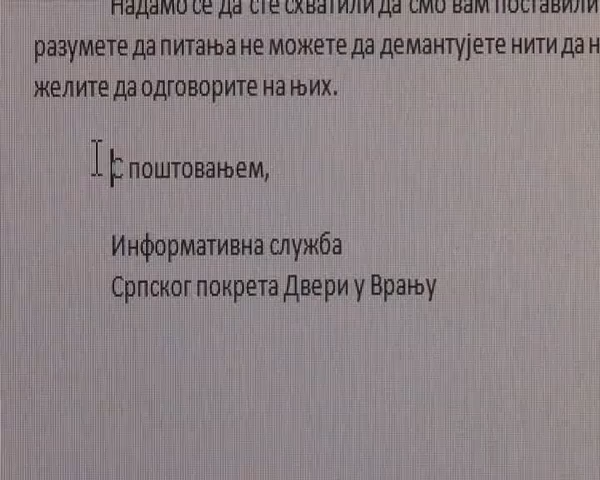 Надамо се да сте схватили да смо вам поставили
разумете да питања не можете да демантујете нити да н
желите да одговорите на њих.
С поштовањем,
Информативна служба
Српског покрета Двери у Врању